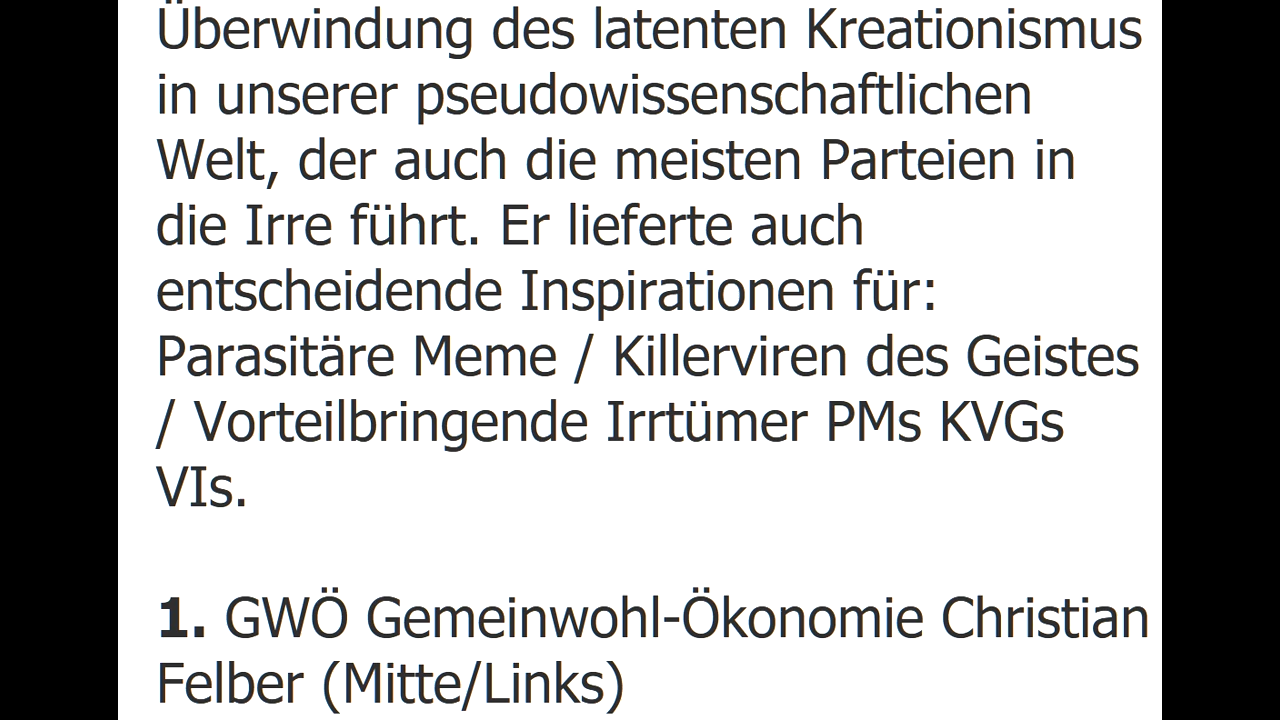 Überwindung des latenten Kreationismus
in unserer pseudowissenschaftlichen
Welt, der auch die meisten Parteien in
die Irre führt. Er lieferte auch
entscheidende Inspirationen für:
Parasitäre Meme / Killerviren des Geistes
/ Vorteilbringende Irrtümer PMs KVGs
VIs.
1. GWÖ Gemeinwohl-Ökonomie Christian
Felber (Mitte/Links)